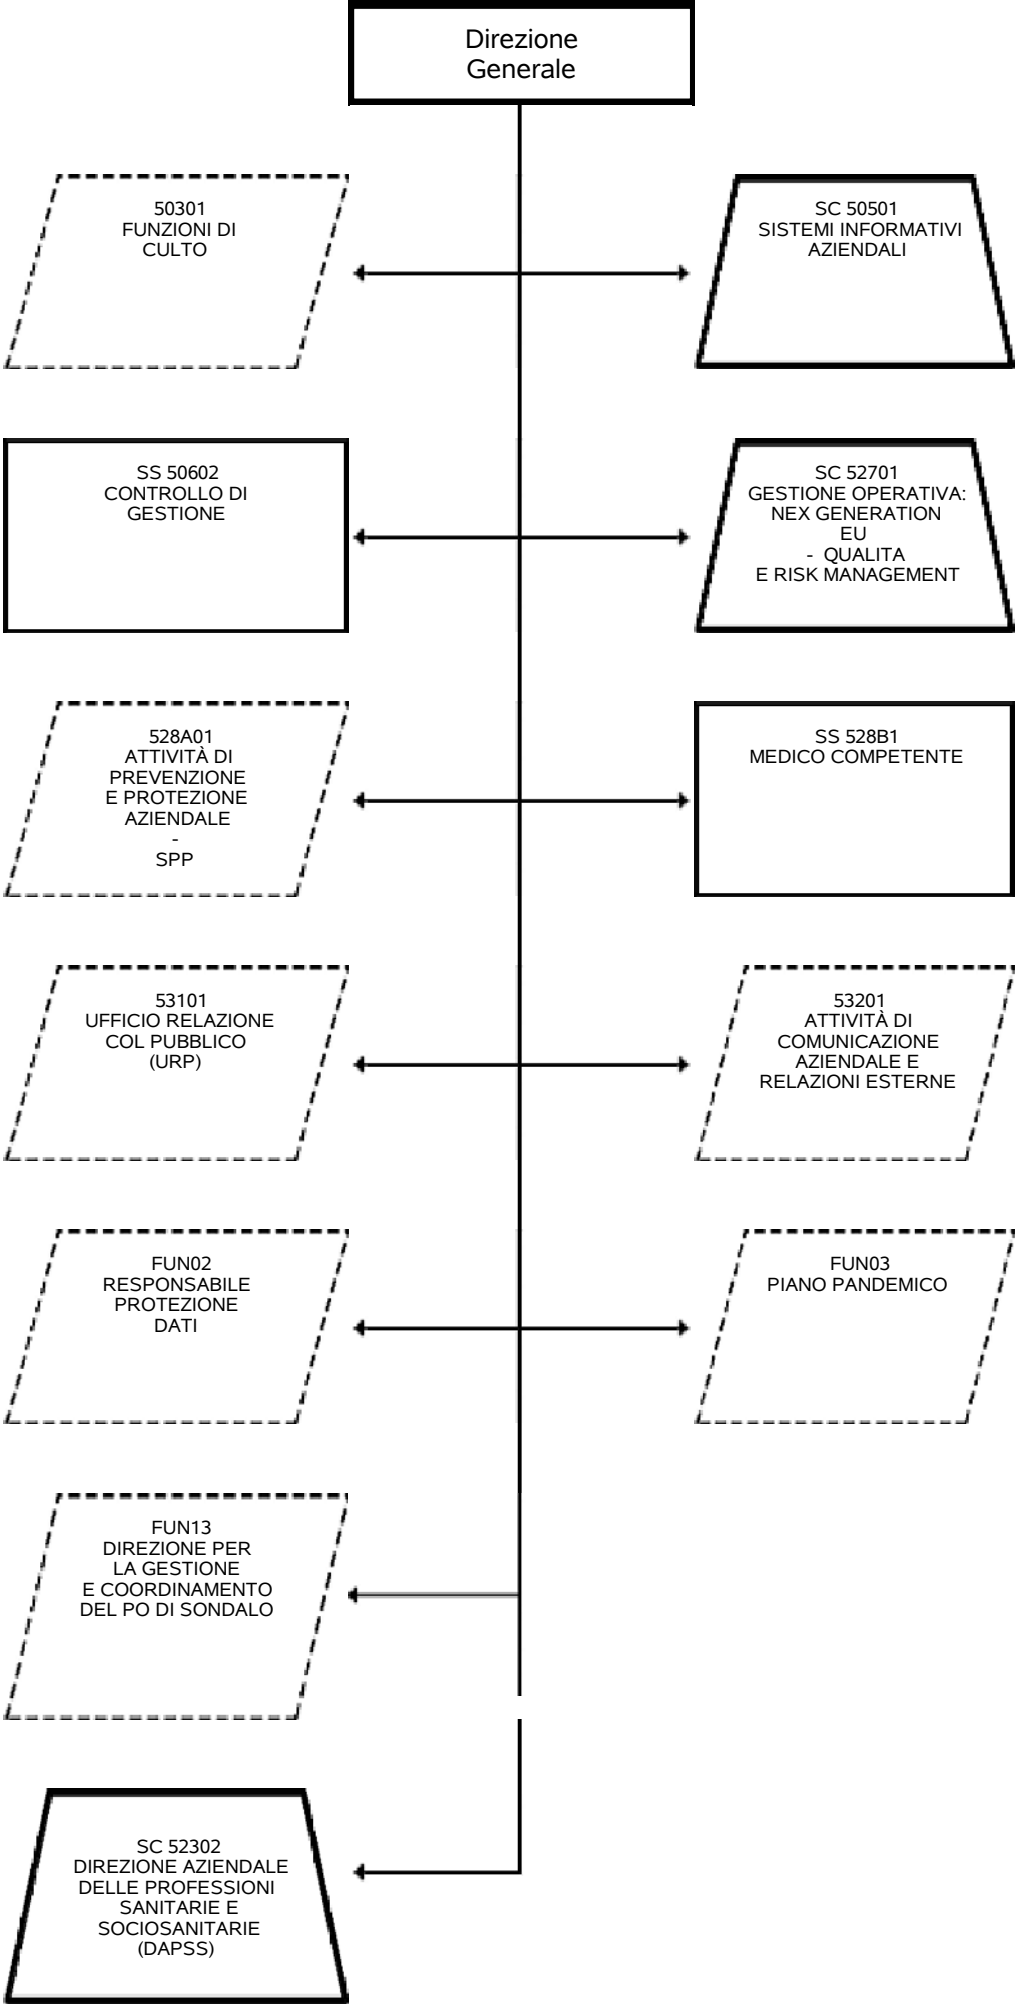 Direzione
Generale
50301
FUNZIONI DI
CULTO
SC 50501
SISTEMI INFORMATIVI
AZIENDALI
SS 50602
CONTROLLO DI
GESTIONE
SC 52701
GESTIONE OPERATIVA:
NEX GENERATION
EU
- QUALITA
E RISK MANAGEMENT
528A01
ATTIVITÀ DI
PREVENZIONE
E PROTEZIONE
AZIENDALE
-
SPP
SS 528B1
MEDICO COMPETENTE
53101
UFFICIO RELAZIONE
COL PUBBLICO
(URP)
53201
ATTIVITÀ DI
COMUNICAZIONE
AZIENDALE E
RELAZIONI ESTERNE
FUN02
RESPONSABILE
PROTEZIONE
DATI
FUN03
PIANO PANDEMICO
FUN13
DIREZIONE PER
LA GESTIONE
E COORDINAMENTO
DEL PO DI SONDALO
SC 52302
DIREZIONE AZIENDALE
DELLE PROFESSIONI
SANITARIE E
SOCIOSANITARIE
(DAPSS)